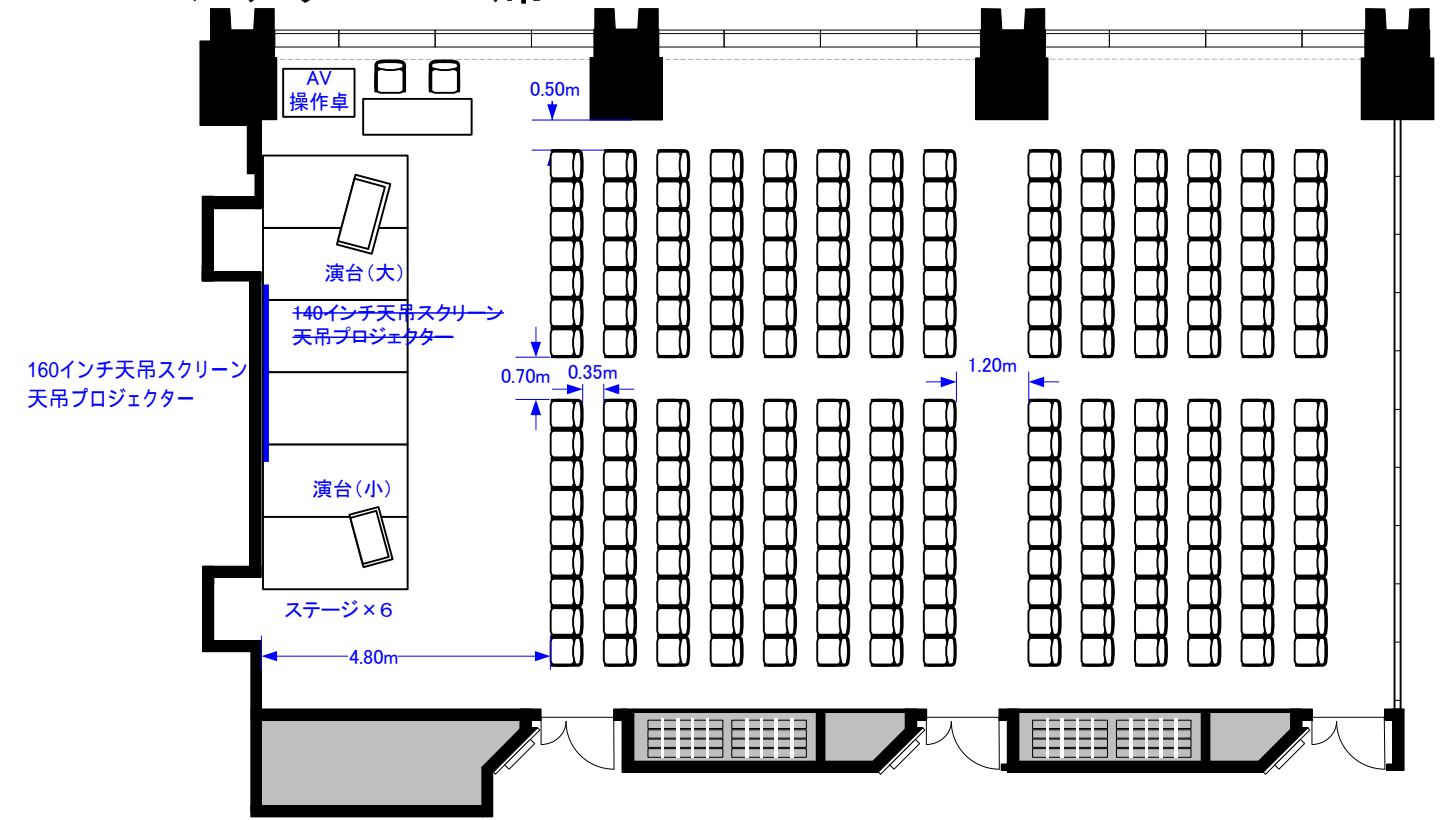 AV
操作卓
0.50m
演台(大)
140インチ天吊スクリーン
天吊プロジェクター
160インチ天吊スクリーン
天吊プロジェクター
0.70m
0.35m
1.20m
演台(小)
ステージ×6
4.80m